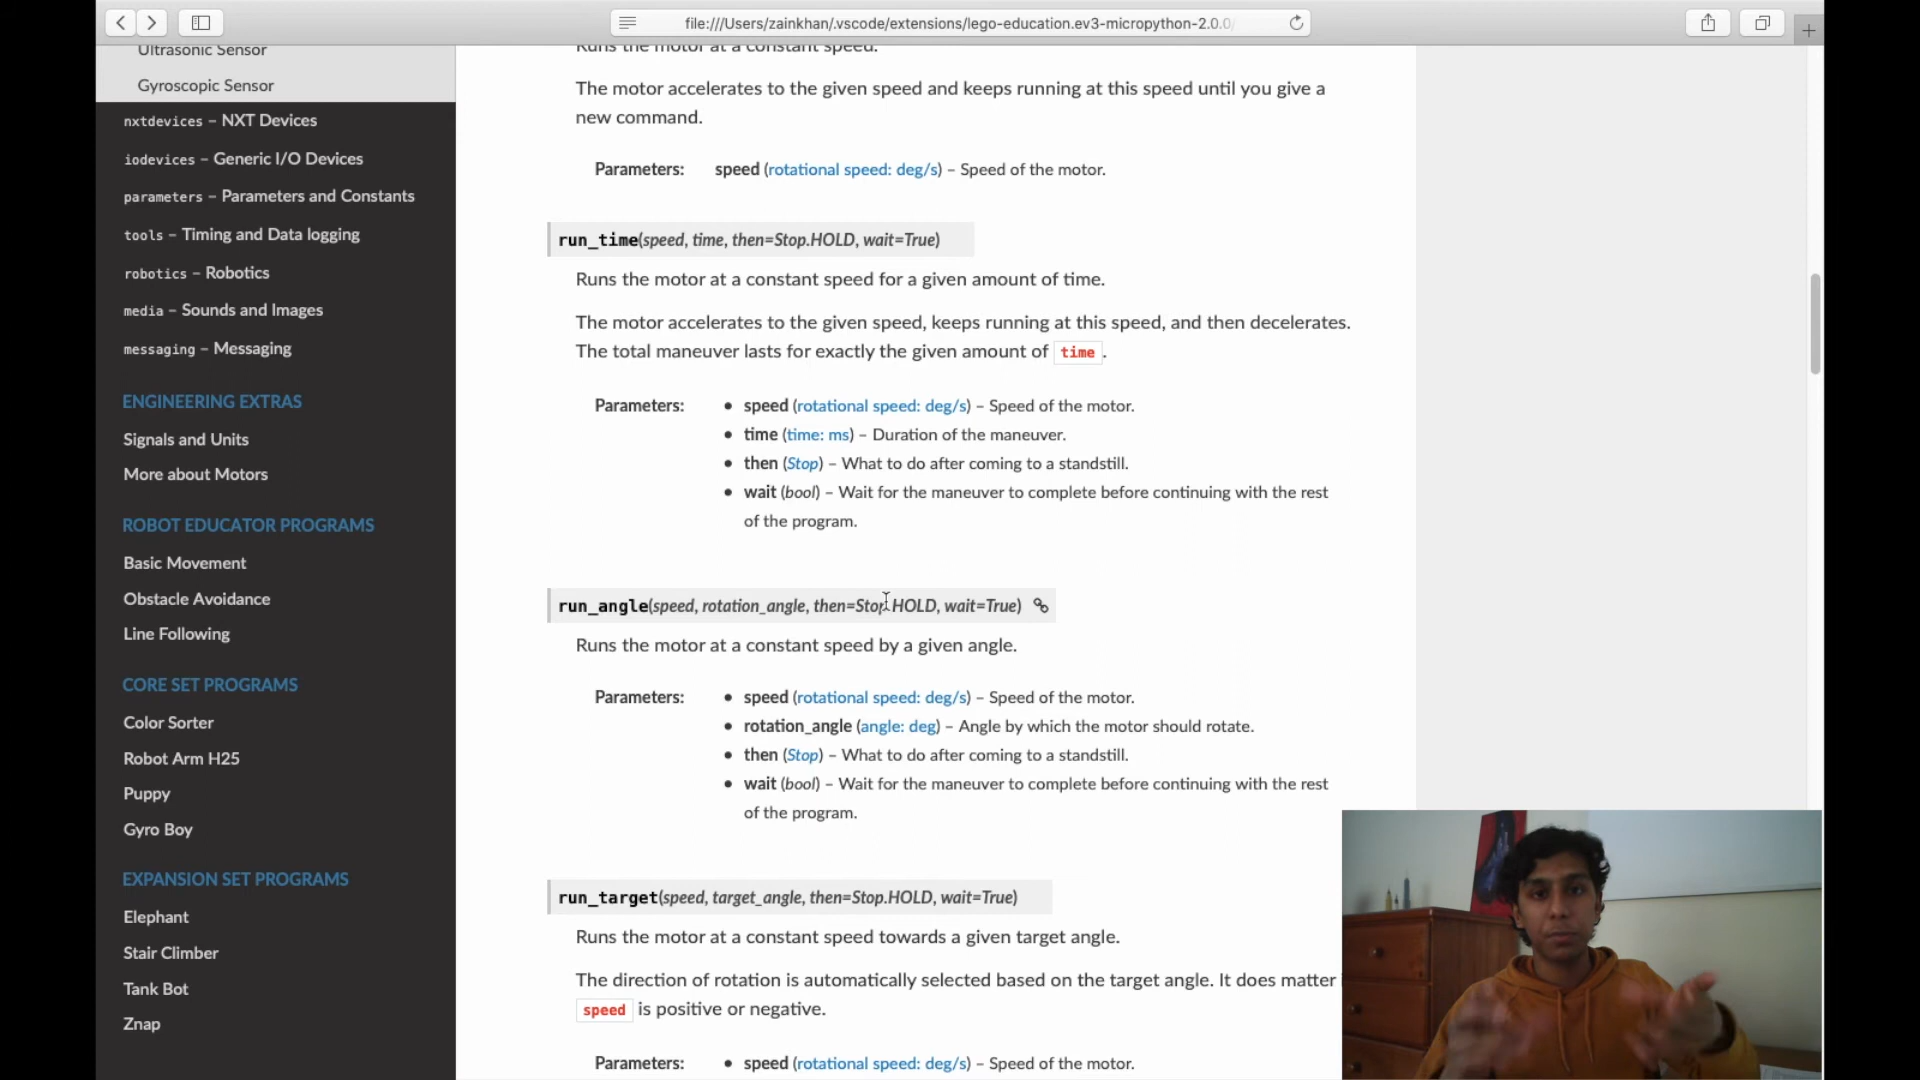 file:///Users/zainkhan/.vscode/extensions/lego-education.ev3-micropython-2.0.0/
Ultrasonic Sensor
Gyroscopic Sensor
nxtdevices – NXT Devices
iodevices – Generic I/O Devices
parameters – Parameters and Constants
tools – Timing and Data logging
robotics – Robotics
media – Sounds and Images
messaging – Messaging
ENGINEERING EXTRAS
Signals and Units
More about Motors
ROBOT EDUCATOR PROGRAMS
Basic Movement
Obstacle Avoidance
Line Following
CORE SET PROGRAMS
Color Sorter
Robot Arm H25
Puppy
Gyro Boy
EXPANSION SET PROGRAMS
Elephant
Stair Climber
Tank Bot
Znap
Runs the motor at a constant speed.
The motor accelerates to the given speed and keeps running at this speed until you give a
new command.
Parameters: speed (rotational speed: deg/s) – Speed of the motor.
run_time(speed, time, then=Stop.HOLD, wait=True)
Runs the motor at a constant speed for a given amount of time.
The motor accelerates to the given speed, keeps running at this speed, and then decelerates.
The total maneuver lasts for exactly the given amount of time.
Parameters: • speed (rotational speed: deg/s) – Speed of the motor.
• time (time: ms) – Duration of the maneuver.
• then (Stop) – What to do after coming to a standstill.
• wait (bool) – Wait for the maneuver to complete before continuing with the rest
of the program.
run_angle(speed, rotation_angle, then=Stop.HOLD, wait=True)
Runs the motor at a constant speed by a given angle.
Parameters: • speed (rotational speed: deg/s) – Speed of the motor.
• rotation_angle (angle: deg) – Angle by which the motor should rotate.
• then (Stop) – What to do after coming to a standstill.
• wait (bool) – Wait for the maneuver to complete before continuing with the rest
of the program.
run_target(speed, target_angle, then=Stop.HOLD, wait=True)
Runs the motor at a constant speed towards a given target angle.
The direction of rotation is automatically selected based on the target angle. It does matter
speed is positive or negative.
Parameters: • speed (rotational speed: deg/s) – Speed of the motor.